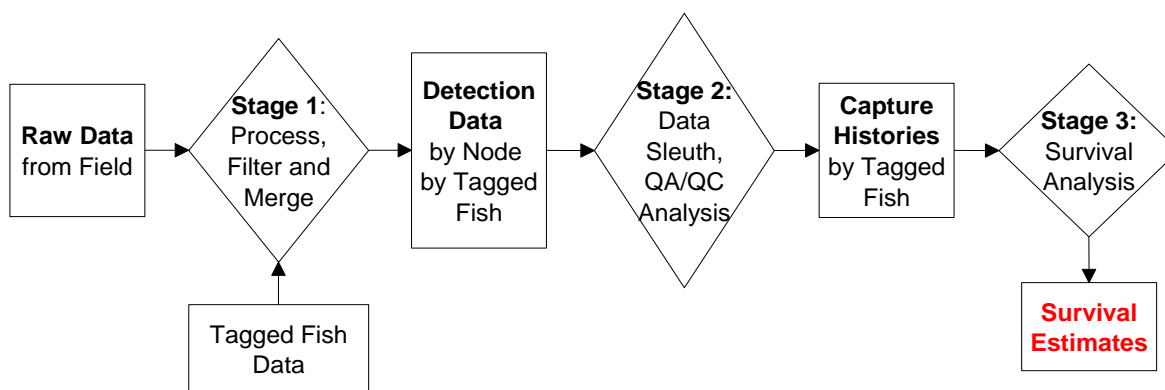 Raw Data
from Field
Stage 1:
Process,
Filter and
Merge
Tagged Fish
Data
Detection
Data
by Node
by Tagged
Fish
Stage 2:
Data
Sleuth,
QA/QC
Analysis
Capture
Histories
by Tagged
Fish
Stage 3:
Survival
Analysis
Survival
Estimates